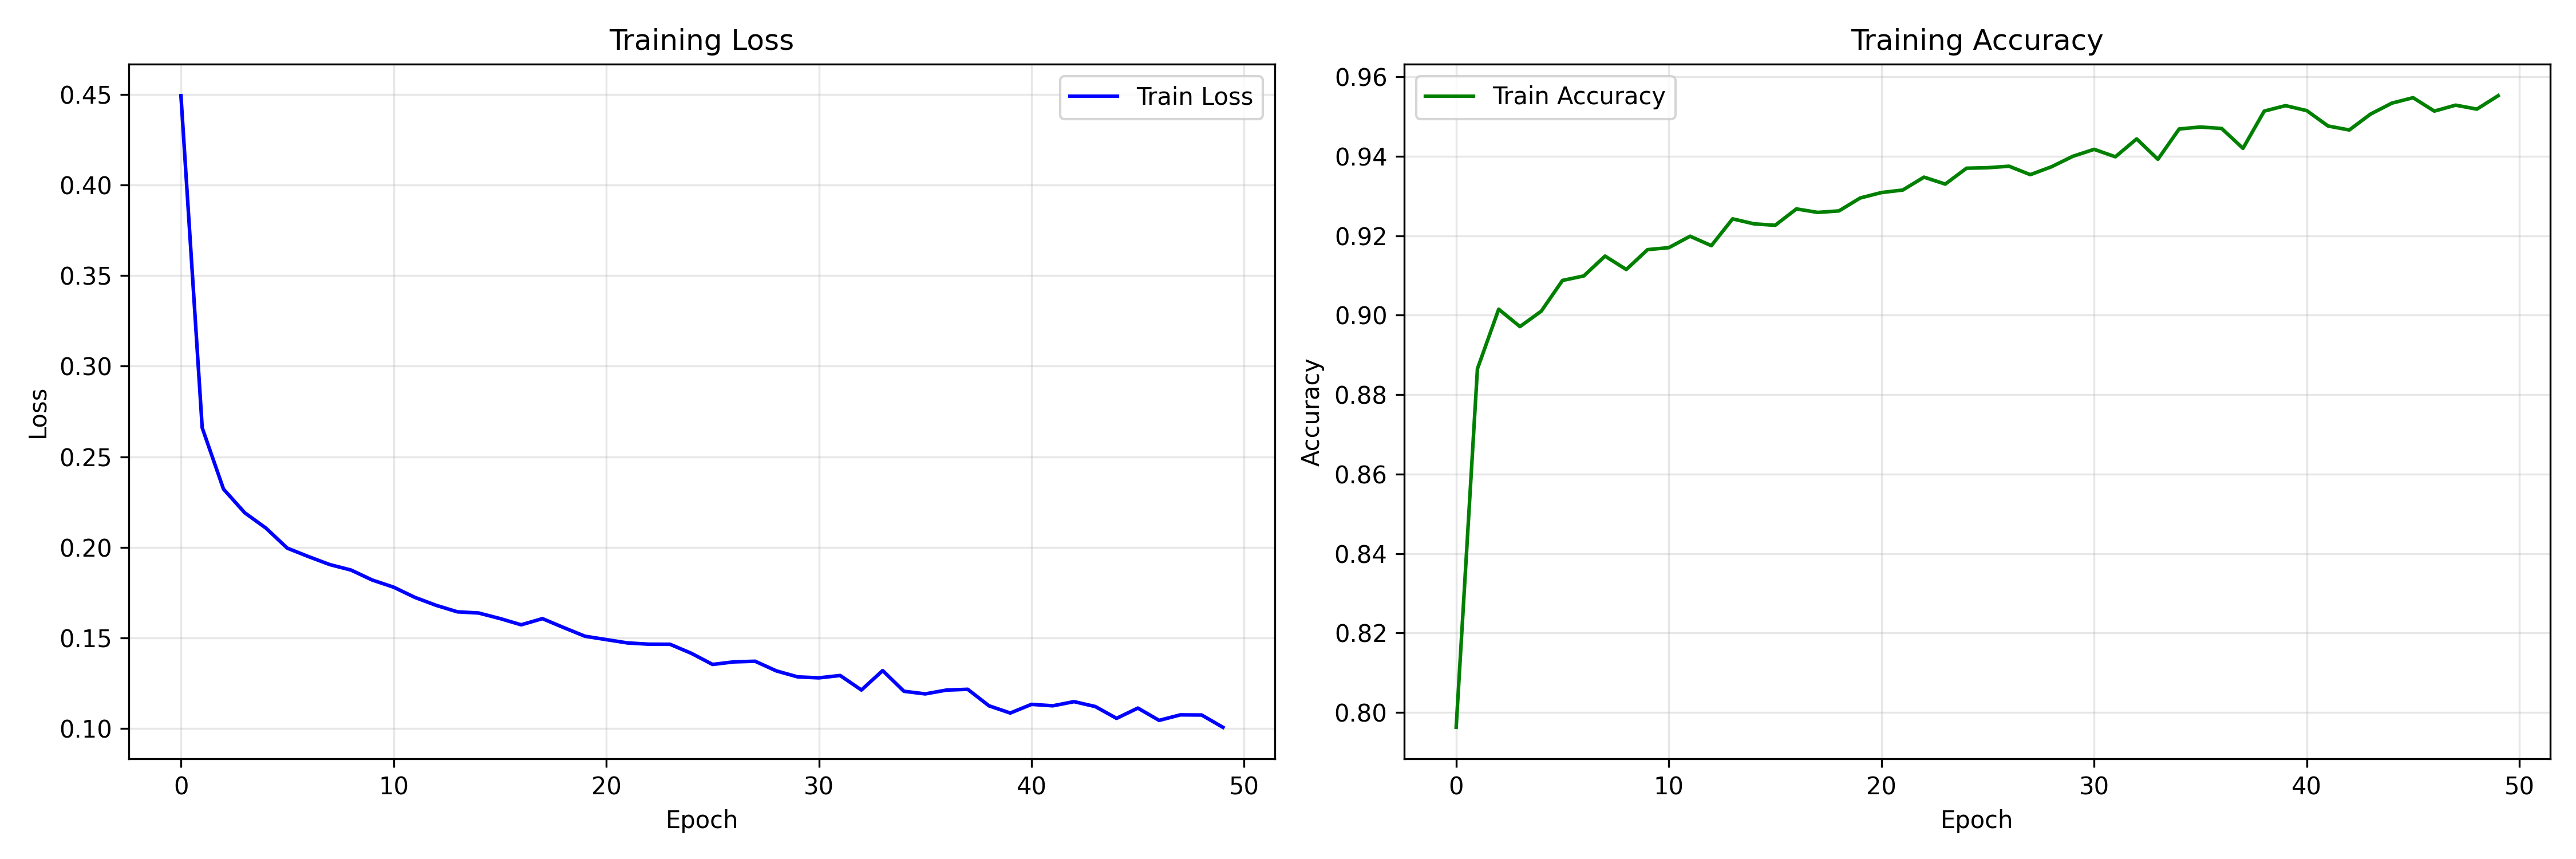 Training Loss
Train Loss
0.45
0.40
0.35
0.30
0.25
0.20
0.15
0.10
Loss
0 10 20 30 40 50
Epoch
Training Accuracy
Train Accuracy
0.96
0.94
0.92
0.90
0.88
0.86
0.84
0.82
0.80
Accuracy
0 10 20 30 40 50
Epoch